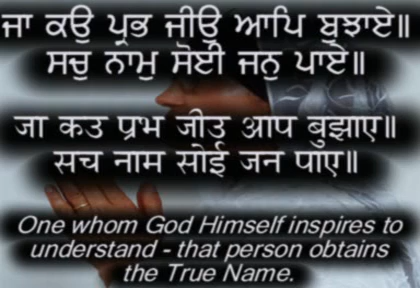 ਜਾ ਕਉ ਪ੍ਰਭ ਜੀਉ ਆਪਿ ਬੁਝਾਏ॥
ਸਚੁ ਨਾਮੁ ਸੋਈ ਜਨੁ ਪਾਏ॥
जा कत प्रभ जीत आप बुझाए॥
सच नाम सोई जन पाए॥
One whom God Himself inspires to
understand - that person obtains
the True Name.